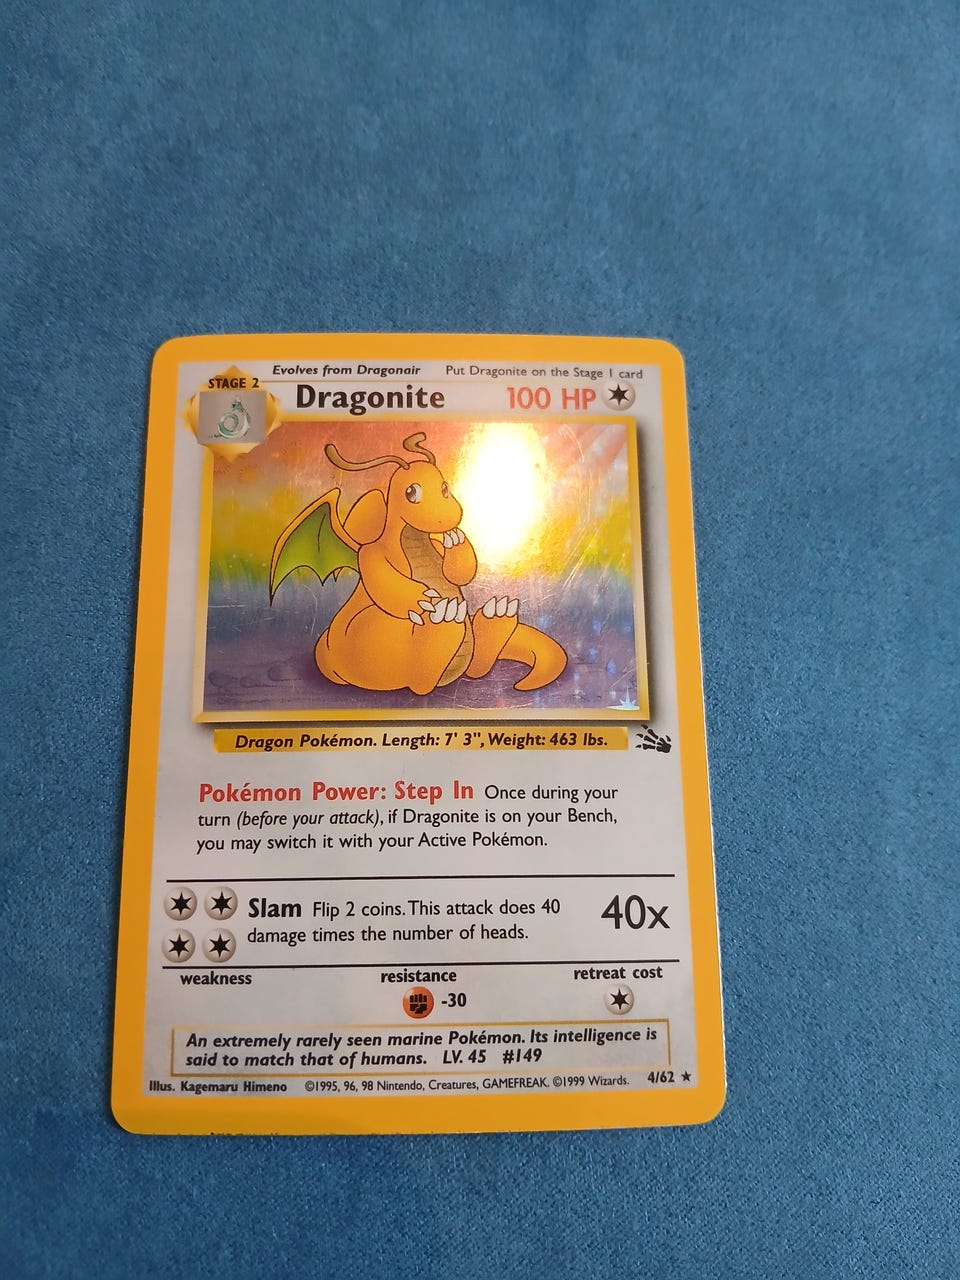 Evolves from Dragonair Put Dragonite on the Stage 1 card
STAGE 2
Dragonite 100 HP
Dragon Pokémon. Length: 7' 3", Weight: 463 lbs.
Pokémon Power: Step In Once during your
turn (before your attack), if Dragonite is on your Bench,
you may switch it with your Active Pokémon.
Slam Flip 2 coins. This attack does 40
damage times the number of heads.
40x
weakness resistance retreat cost
-30
An extremely rarely seen marine Pokémon. Its intelligence is
said to match that of humans. LV. 45 #149
Illus. Kagemaru Himeno ©1995, 96, 98 Nintendo, Creatures, GAMEFREAK. ©1999 Wizards. 4/62 ★